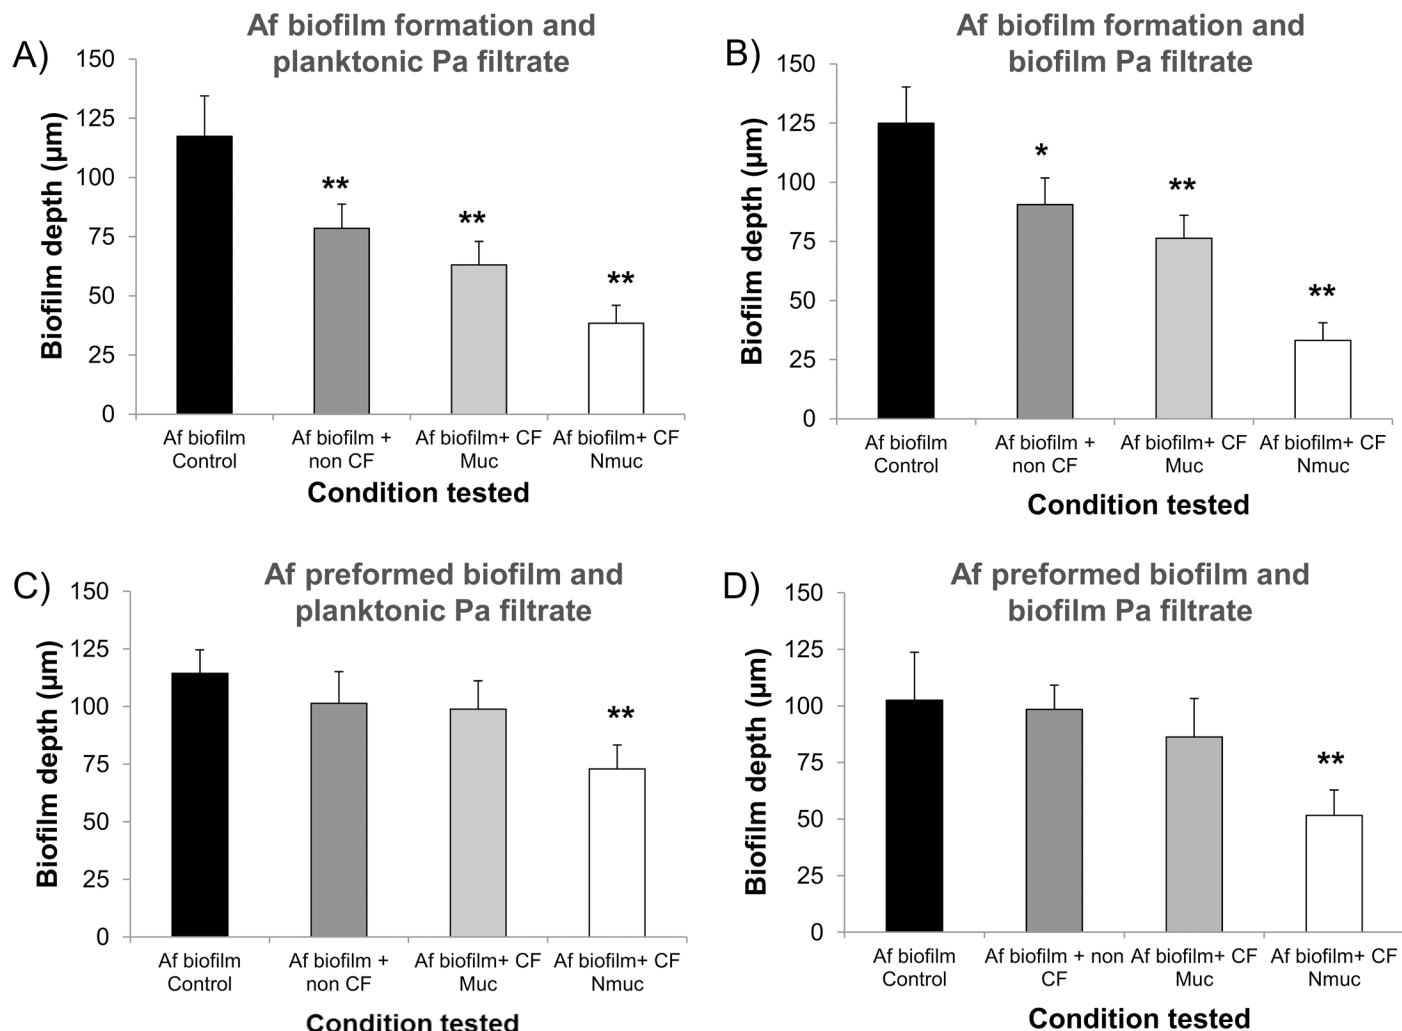 A)
Af biofilm formation and
planktonic Pa filtrate
Biofilm depth (µm)
150
125
100
75
50
25
0
**
**
**
Af biofilm
Control
Af biofilm +
non CF
Af biofilm+ CF
Muc
Af biofilm+ CF
Nmuc
Condition tested
B)
Af biofilm formation and
biofilm Pa filtrate
Biofilm depth (µm)
150
125
100
75
50
25
0
*
**
**
Af biofilm
Control
Af biofilm +
non CF
Af biofilm+ CF
Muc
Af biofilm+ CF
Nmuc
Condition tested
C)
Af preformed biofilm and
planktonic Pa filtrate
Biofilm depth (µm)
150
125
100
75
50
25
0
**
Af biofilm
Control
Af biofilm +
non CF
Af biofilm+ CF
Muc
Af biofilm+ CF
Nmuc
Condition tested
D)
Af preformed biofilm and
biofilm Pa filtrate
Biofilm depth (µm)
150
125
100
75
50
25
0
**
Af biofilm
Control
Af biofilm + non
CF
Af biofilm+ CF
Muc
Af biofilm+ CF
Nmuc
Condition tested